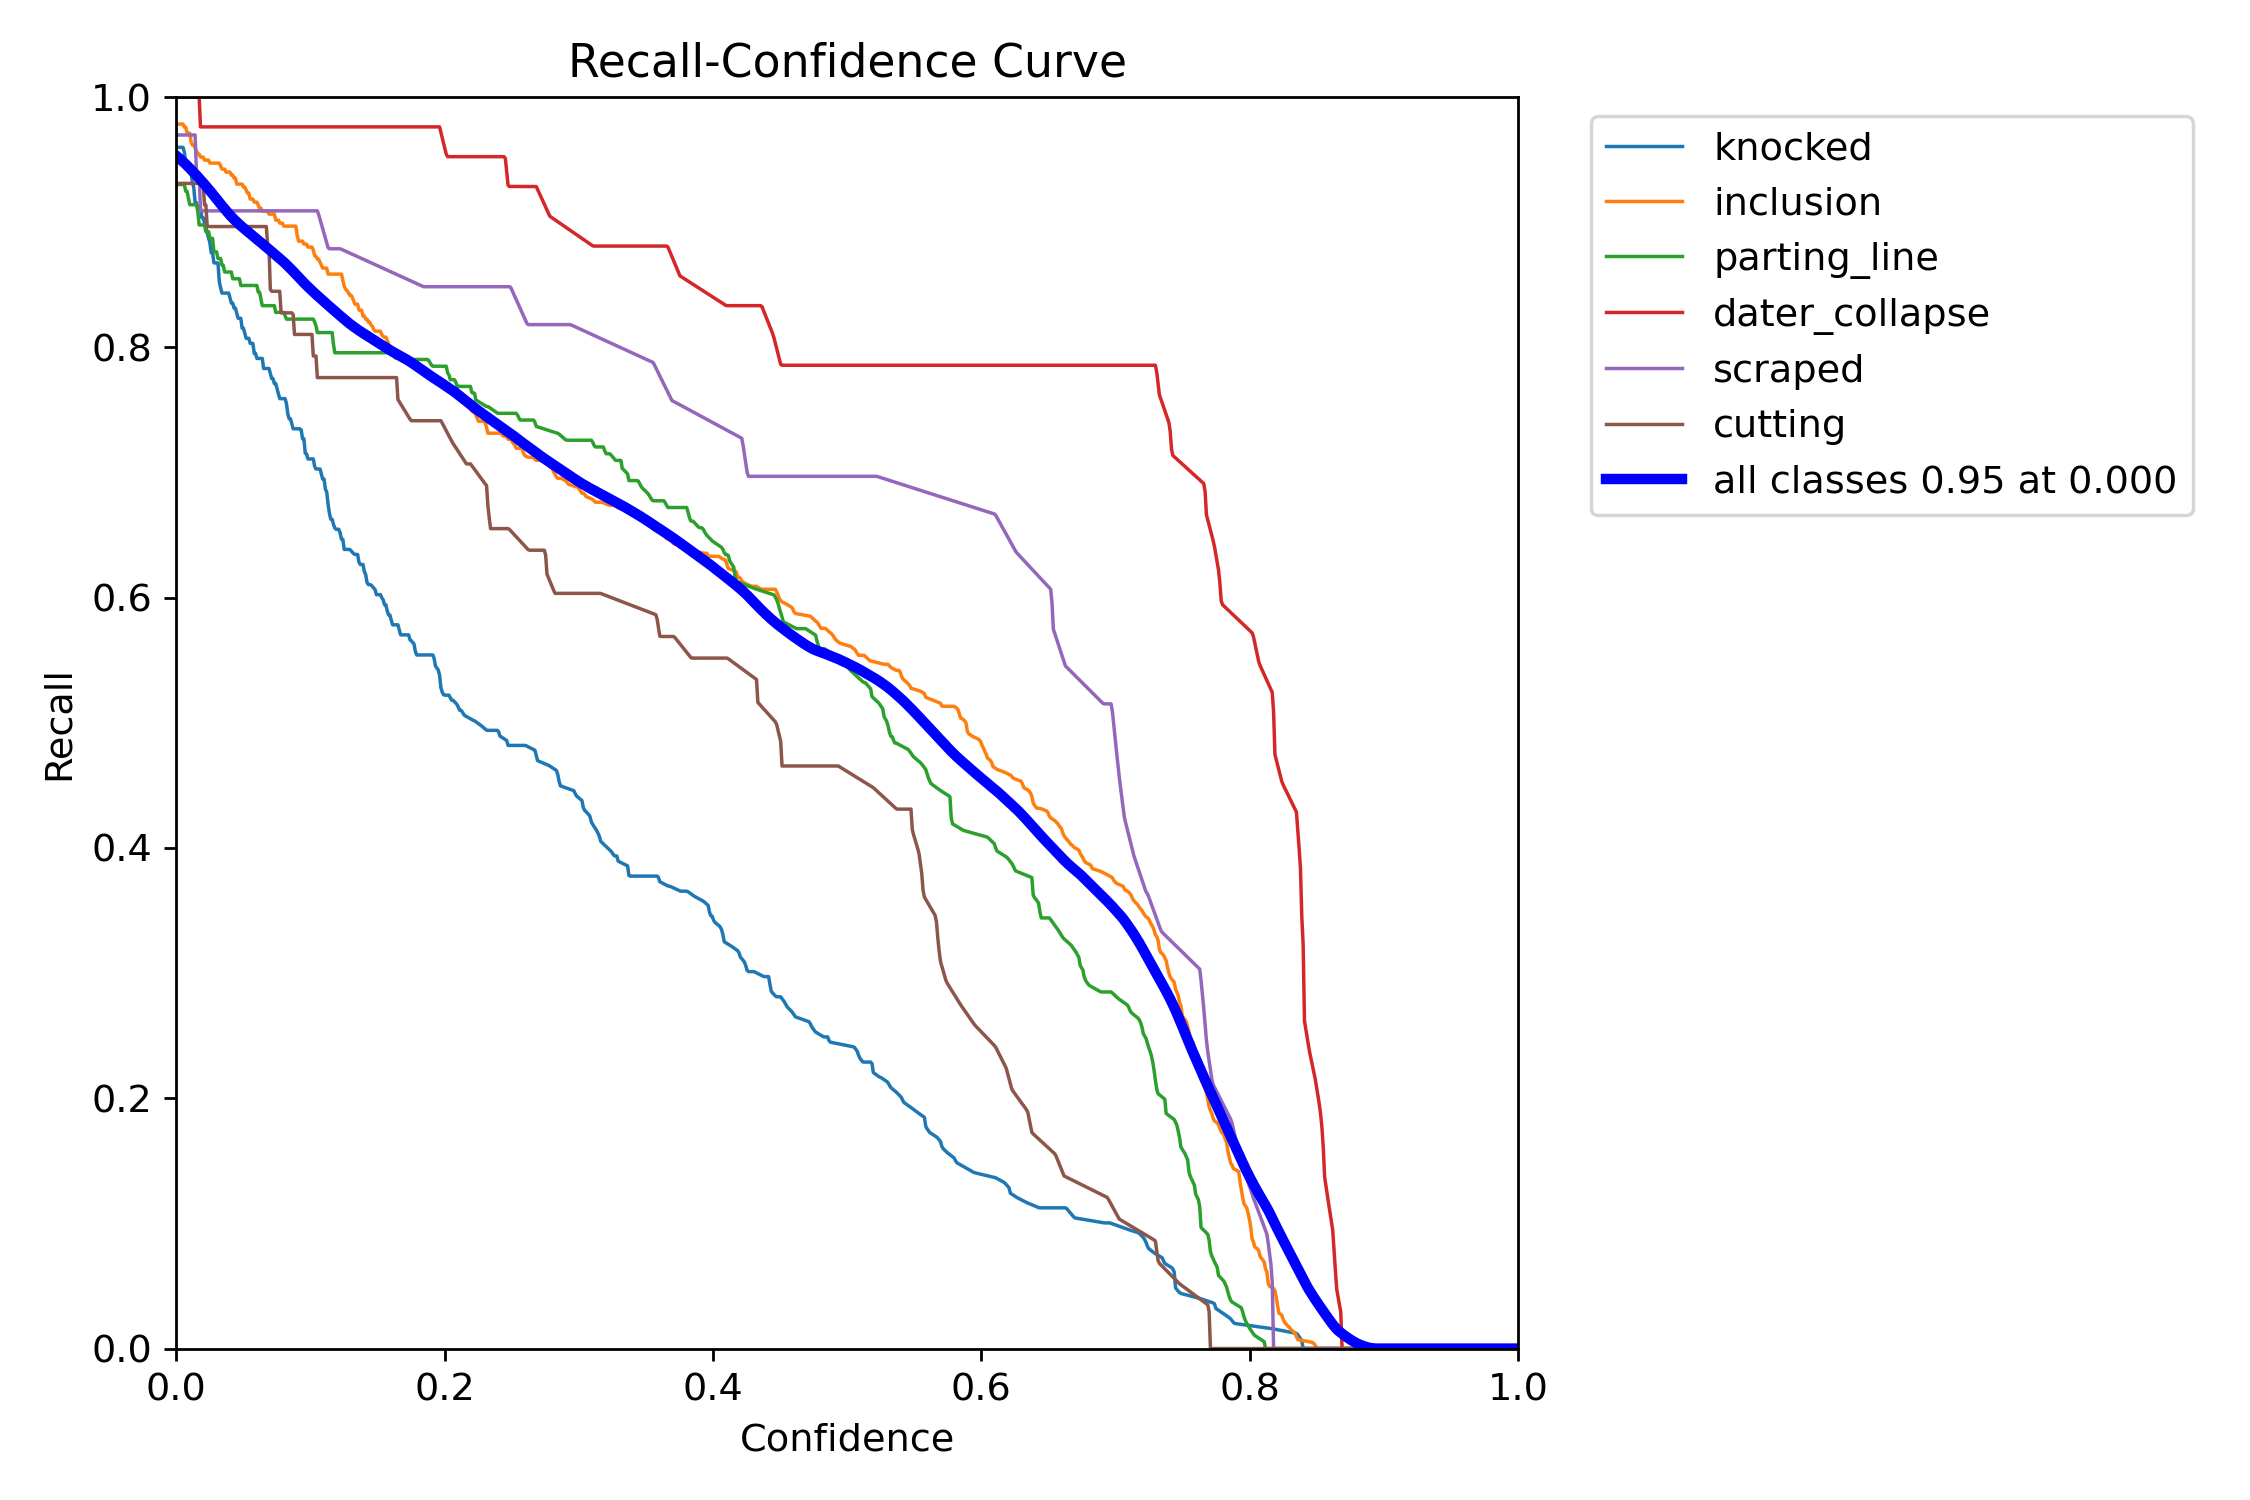 Recall-Confidence Curve
1.0
0.8
0.6
0.4
0.2
0.0
Recall
0.0 0.2 0.4 0.6 0.8 1.0
Confidence
knocked
inclusion
parting_line
dater_collapse
scraped
cutting
all classes 0.95 at 0.000